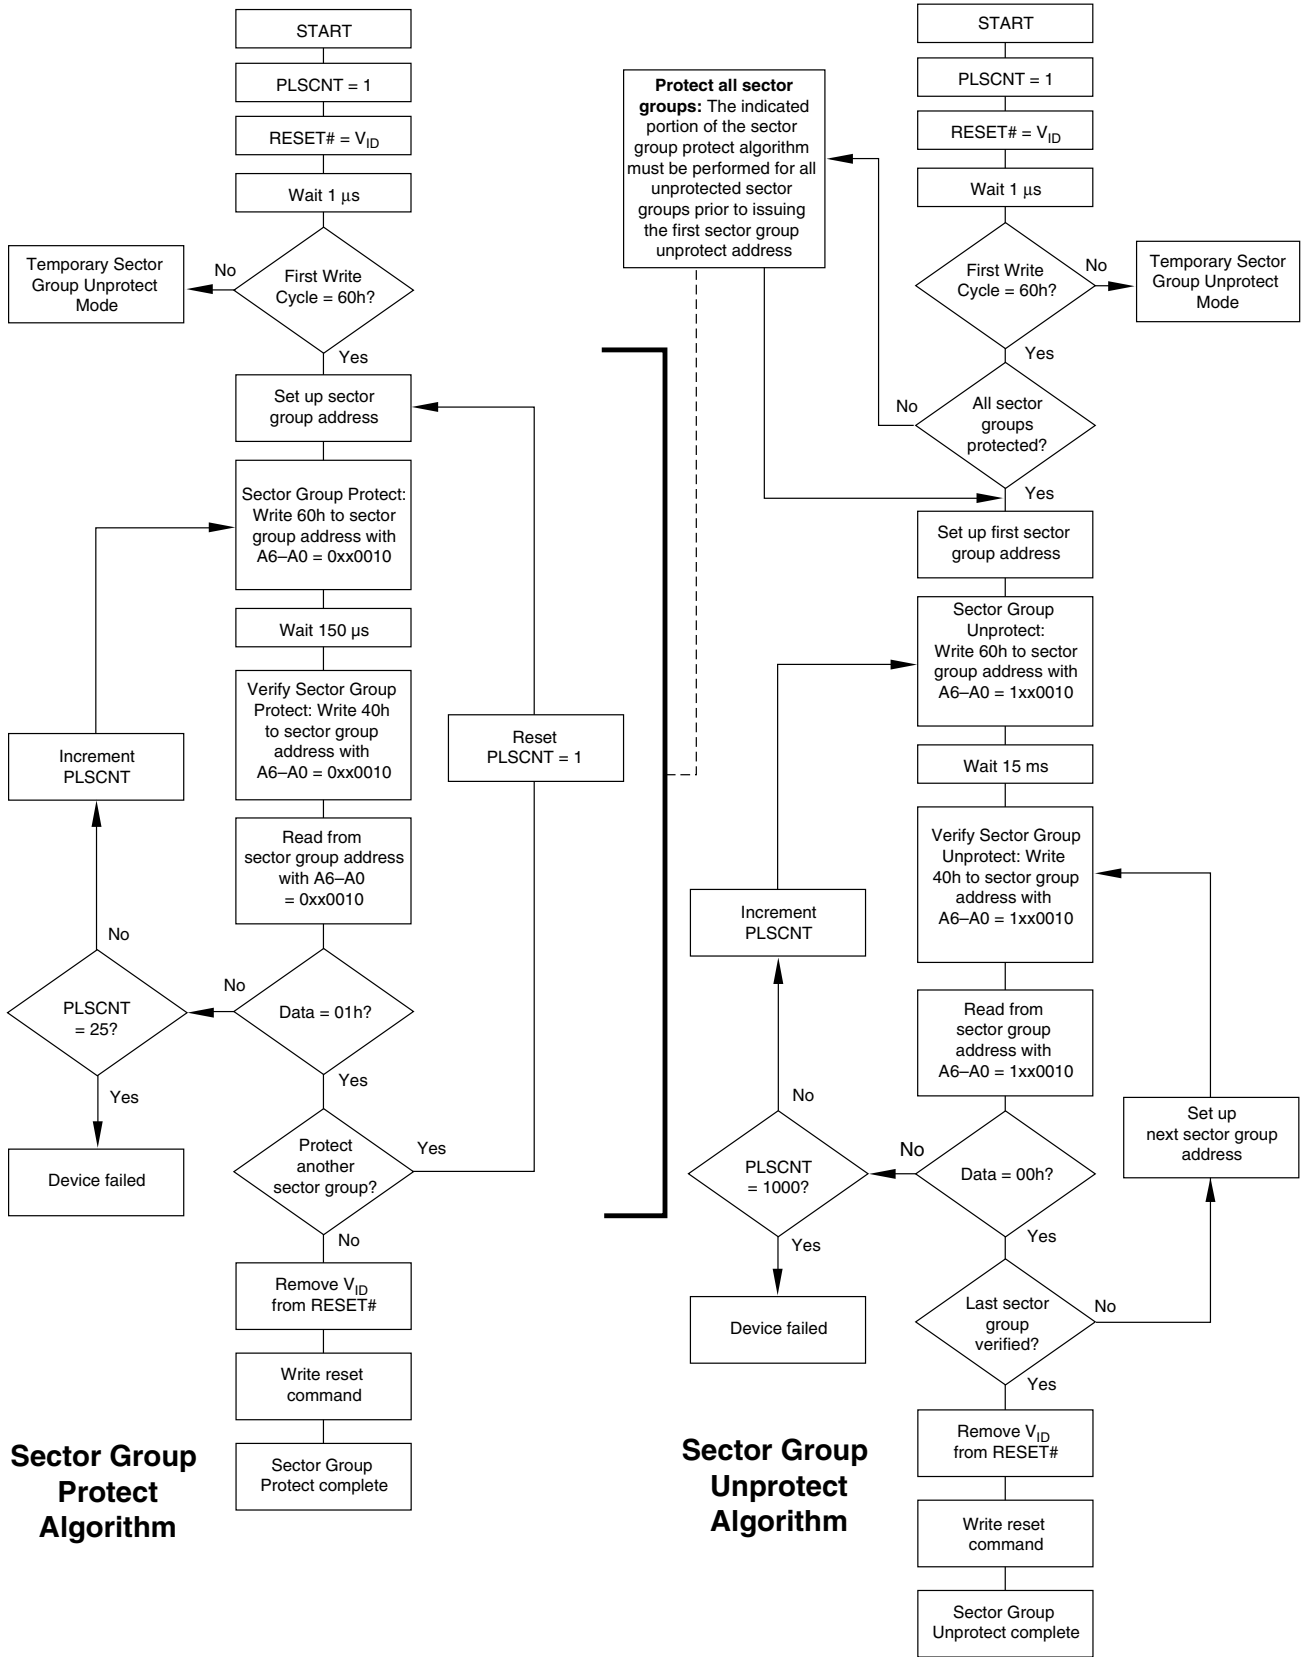 START
PLSCNT = 1
RESET# = VID
Wait 1 μs
First Write
Cycle = 60h?
No
Temporary Sector
Group Unprotect
Mode
Yes
Set up sector
group address
Sector Group Protect:
Write 60h to sector
group address with
A6–A0 = 0xx0010
Wait 150 µs
Verify Sector Group
Protect: Write 40h
to sector group
address with
A6–A0 = 0xx0010
Read from
sector group address
with A6–A0
= 0xx0010
Increment
PLSCNT
No
PLSCNT
= 25?
Yes
Device failed
No
Data = 01h?
Yes
Protect
another
sector group?
Yes
Reset
PLSCNT = 1
No
Remove VID
from RESET#
Write reset
command
Sector Group
Protect complete
Sector Group
Protect
Algorithm
Protect all sector
groups: The indicated
portion of the sector
group protect algorithm
must be performed for all
unprotected sector
groups prior to issuing
the first sector group
unprotect address
START
PLSCNT = 1
RESET# = VID
Wait 1 μs
First Write
Cycle = 60h?
No
Temporary Sector
Group Unprotect
Mode
Yes
No
All sector
groups
protected?
Yes
Set up first sector
group address
Sector Group
Unprotect:
Write 60h to sector
group address with
A6–A0 = 1xx0010
Wait 15 ms
Verify Sector Group
Unprotect: Write
40h to sector group
address with
A6–A0 = 1xx0010
Read from
sector group
address with
A6–A0 = 1xx0010
Increment
PLSCNT
No
PLSCNT
= 1000?
Yes
Device failed
No
Data = 00h?
Yes
Set up
next sector group
address
Last sector
group
verified?
No
Yes
Remove VID
from RESET#
Write reset
command
Sector Group
Unprotect complete
Sector Group
Unprotect
Algorithm